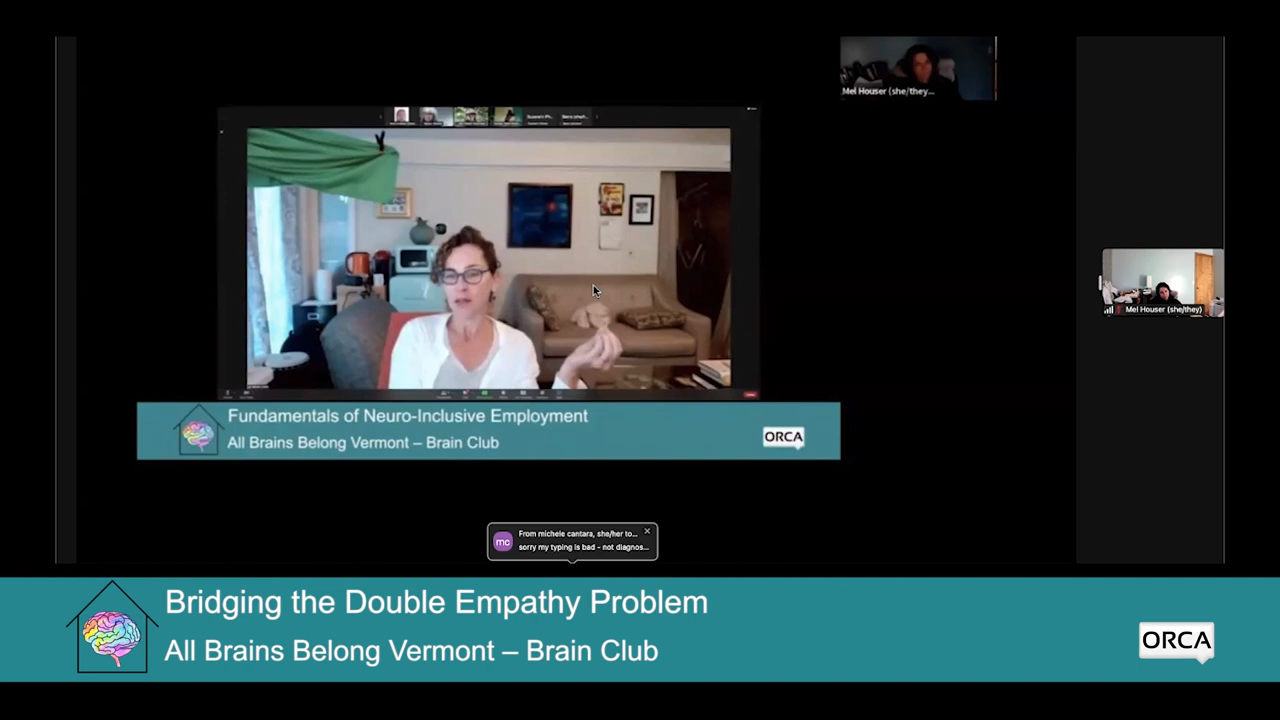 Mel Houser (she/they...
Fundamentals of Neuro-Inclusive Employment
All Brains Belong Vermont – Brain Club
ORCA
Mel Houser (she/they)
mc
From michele cantara, she/her to...
sorry my typing is bad - not diagnos...
Bridging the Double Empathy Problem
All Brains Belong Vermont – Brain Club
ORCA